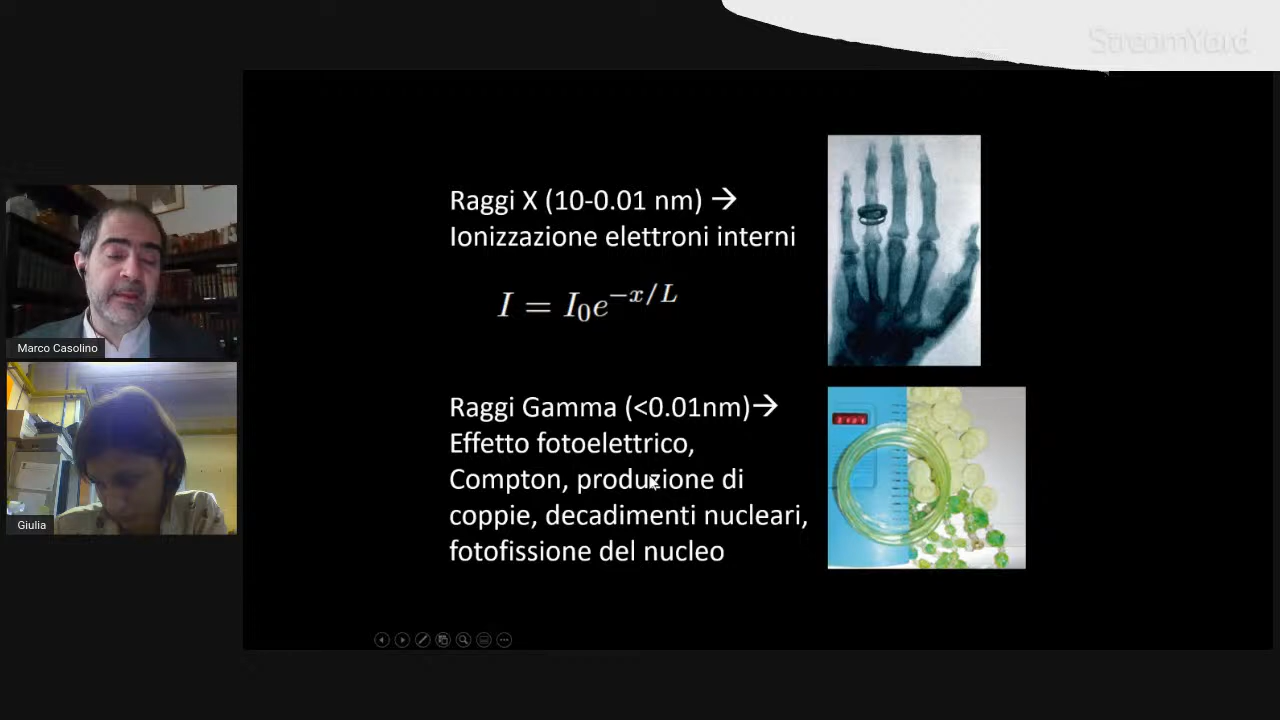 StreamYard
Raggi X (10-0.01 nm) →
Ionizzazione elettroni interni
I = I₀e^{−x/L}
Marco Casolino
Raggi Gamma (<0.01nm)→
Effetto fotoelettrico,
Compton, produzione di
coppie, decadimenti nucleari,
fotofissione del nucleo
Giulia